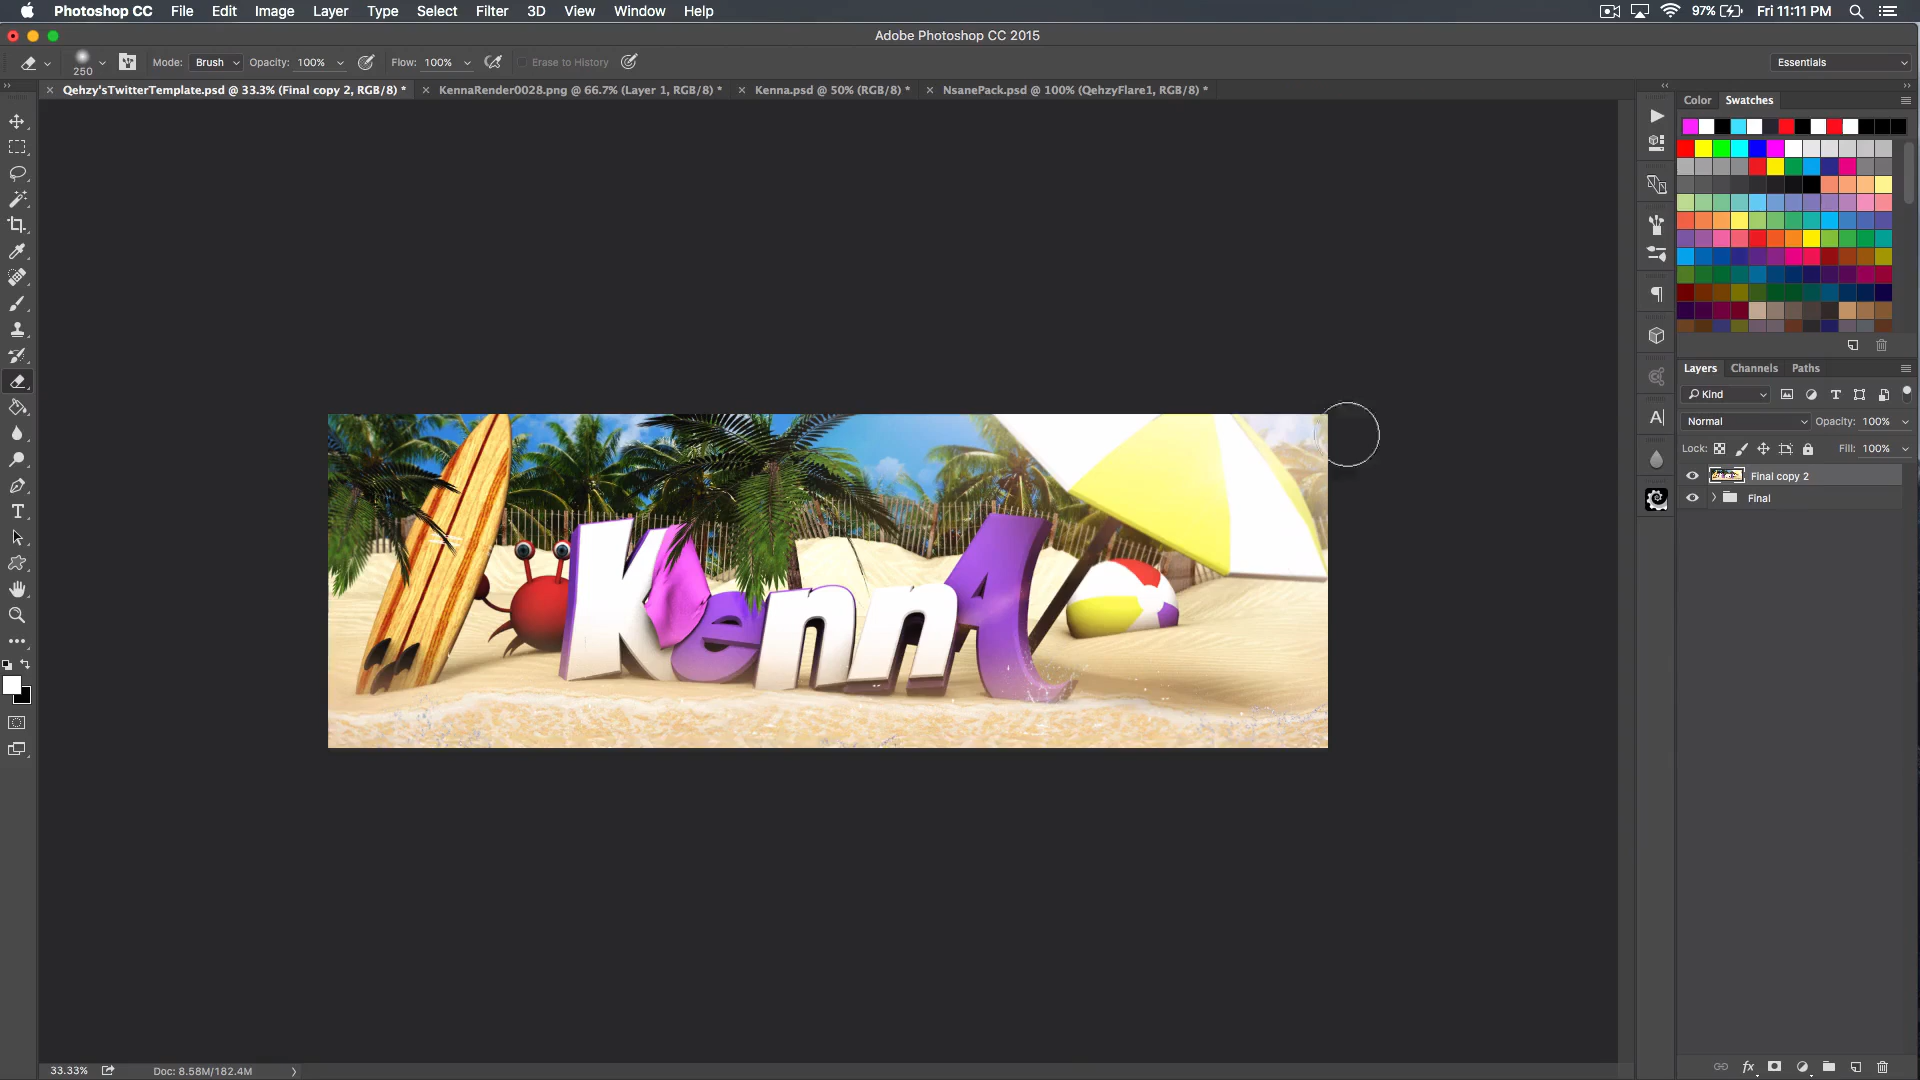 Photoshop CC File Edit Image Layer Type Select Filter 3D View Window Help 97% Fri 11:11 PM
Adobe Photoshop CC 2015
250 Mode: Brush Opacity: 100% Flow: 100% Erase to History Essentials
Qehzy'sTwitterTemplate.psd @ 33.3% (Final copy 2, RGB/8) * KennaRender0028.png @ 66.7% (Layer 1, RGB/8) * Kenna.psd @ 50% (RGB/8) * NsanePack.psd @ 100% (QehzyFlare1, RGB/8) *
Color Swatches
Layers Channels Paths
Kind
Normal Opacity: 100%
Lock: Fill: 100%
Final copy 2
Final
KennA
33.33% Doc: 8.58M/182.4M